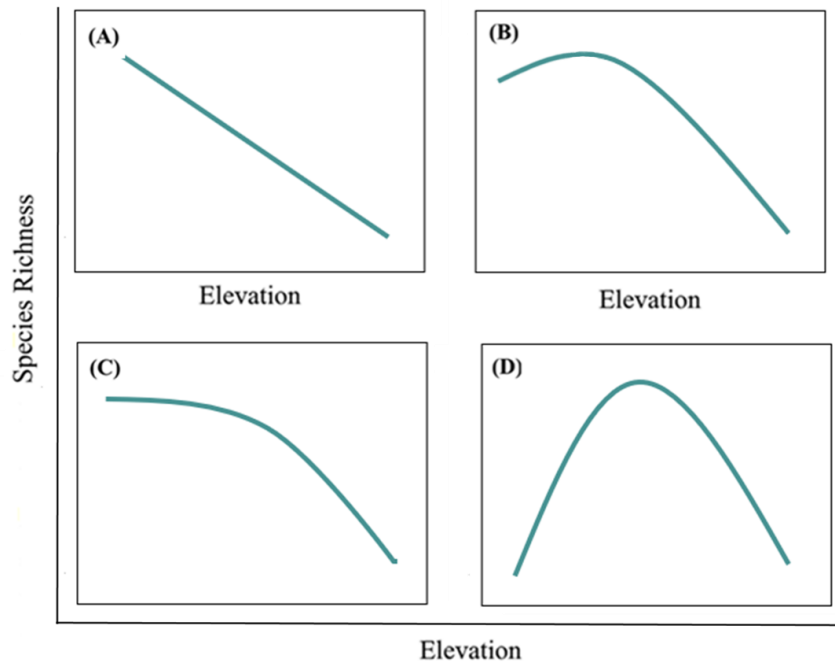 (A)
(B)
Elevation
Elevation
Species Richness
(C)
(D)
Elevation